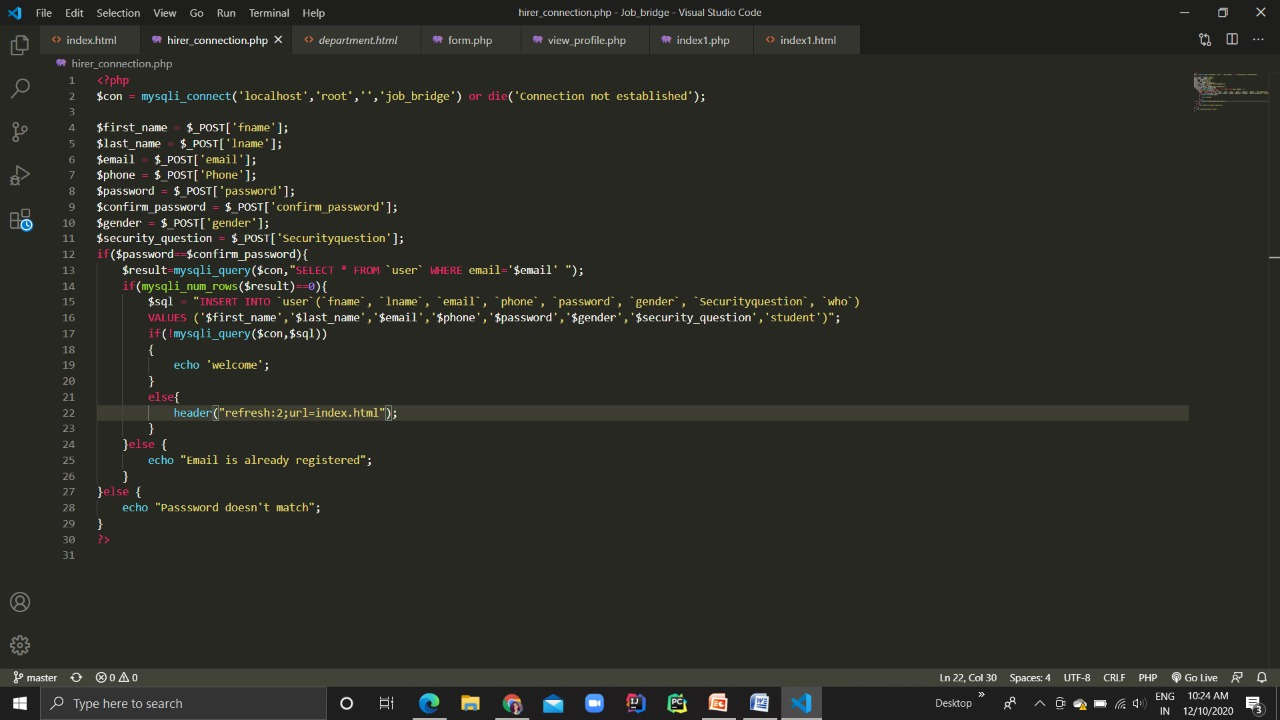 File Edit Selection View Go Run Terminal Help hirer_connection.php - Job_bridge - Visual Studio Code
index.html hirer_connection.php department.html form.php view_profile.php index1.php index1.html
hirer_connection.php
1 <?php
2 $con = mysqli_connect('localhost','root','','job_bridge') or die('Connection not established');
3
4 $first_name = $_POST['fname'];
5 $last_name = $_POST['lname'];
6 $email = $_POST['email'];
7 $phone = $_POST['Phone'];
8 $password = $_POST['password'];
9 $confirm_password = $_POST['confirm_password'];
10 $gender = $_POST['gender'];
11 $security_question = $_POST['Securityquestion'];
12 if($password==$confirm_password){
13 $result=mysqli_query($con,"SELECT * FROM `user` WHERE email='$email' ");
14 if(mysqli_num_rows($result)==0){
15 $sql = "INSERT INTO `user`(`fname`, `lname`, `email`, `phone`, `password`, `gender`, `Securityquestion`, `who`)
16 VALUES ('$first_name','$last_name','$email','$phone','$password','$gender','$security_question','student')";
17 if(!mysqli_query($con,$sql))
18 {
19 echo 'welcome';
20 }
21 else{
22 header("refresh:2;url=index.html");
23 }
24 }else {
25 echo "Email is already registered";
26 }
27 }else {
28 echo "Passsword doesn't match";
29 }
30 ?>
31
master 0 0 Ln 22, Col 30 Spaces: 4 UTF-8 CRLF PHP Go Live
Type here to search Desktop ENG IN 10:24 AM 12/10/2020 3